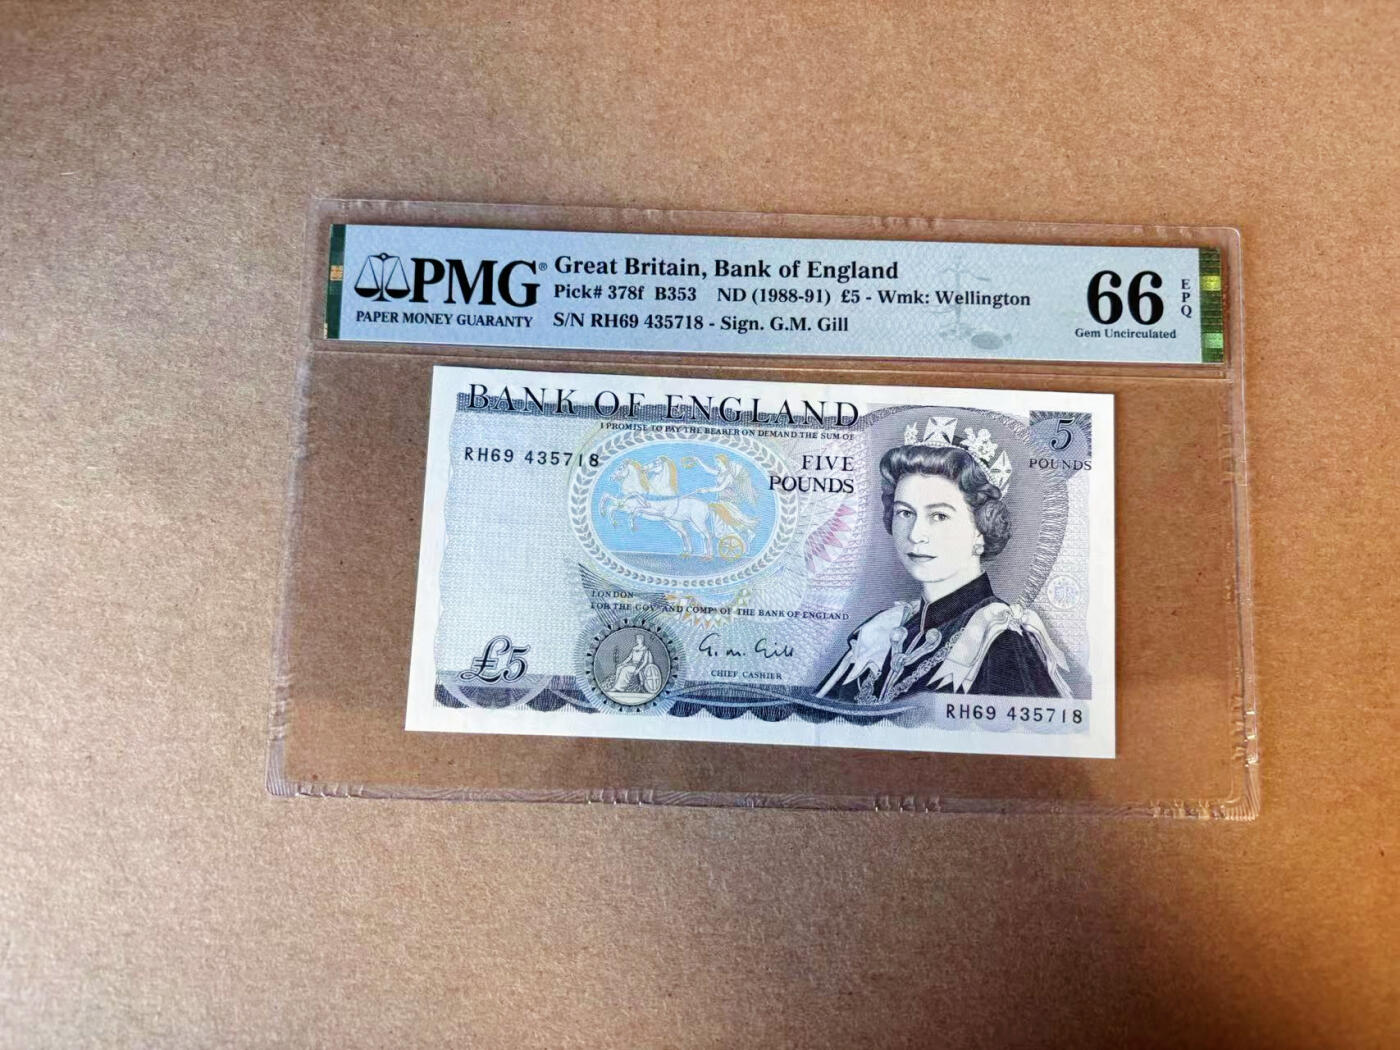 PMG®
PAPER MONEY GUARANTY
Great Britain, Bank of England
Pick# 378f B353 ND (1988-91) £5 - Wmk: Wellington
S/N RH69 435718 - Sign. G.M. Gill
66
EPQ
Gem Uncirculated
BANK OF ENGLAND
I PROMISE TO PAY THE BEARER ON DEMAND THE SUM OF
RH69 435718
FIVE
POUNDS
5
POUNDS
LONDON
FOR THE GOVR AND COMPA OF THE BANK OF ENGLAND
£5
G. M. Gill
CHIEF CASHIER
RH69 435718